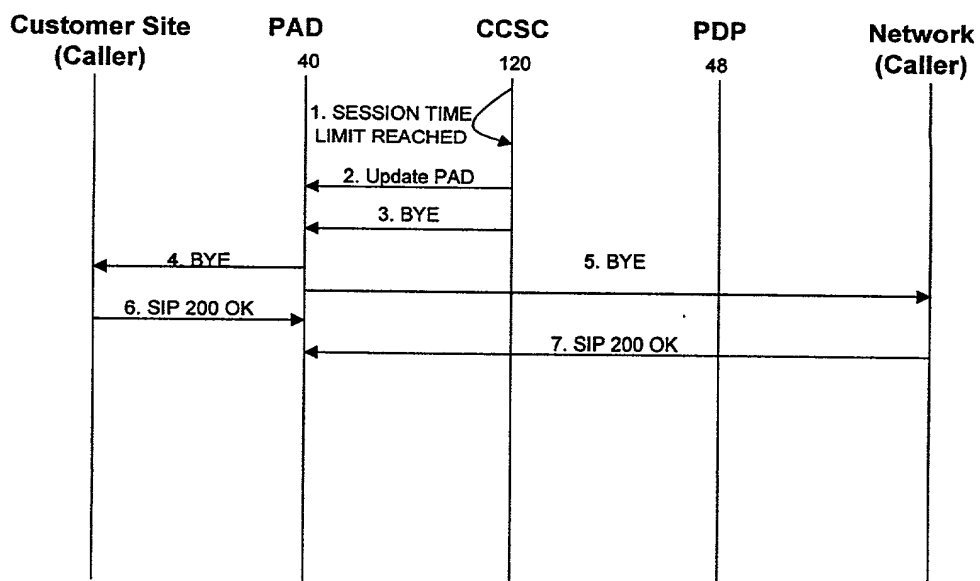 Customer Site
(Caller)
PAD
40
CCSC
120
PDP
48
Network
(Caller)
1. SESSION TIME
LIMIT REACHED
2. Update PAD
3. BYE
4. BYE
5. BYE
6. SIP 200 OK
7. SIP 200 OK